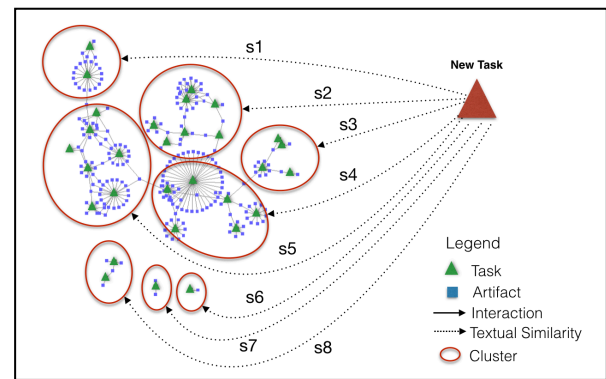 s1
New Task
s2
s3
s4
s5
s6
s7
s8
Legend
Task
Artifact
Interaction
Textual Similarity
Cluster